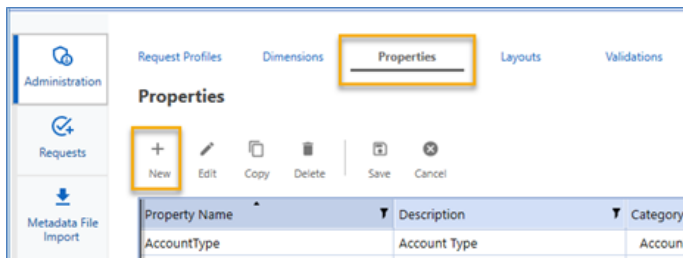 Administration
Requests
Metadata File
Import
Request Profiles Dimensions Properties Layouts Validations
Properties
New Edit Copy Delete Save Cancel
Property Name Description Category
AccountType Account Type Accoun